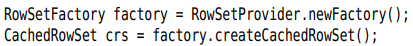 RowSetFactory factory = RowSetProvider.newFactory();
CachedRowSet crs = factory.createCachedRowSet();